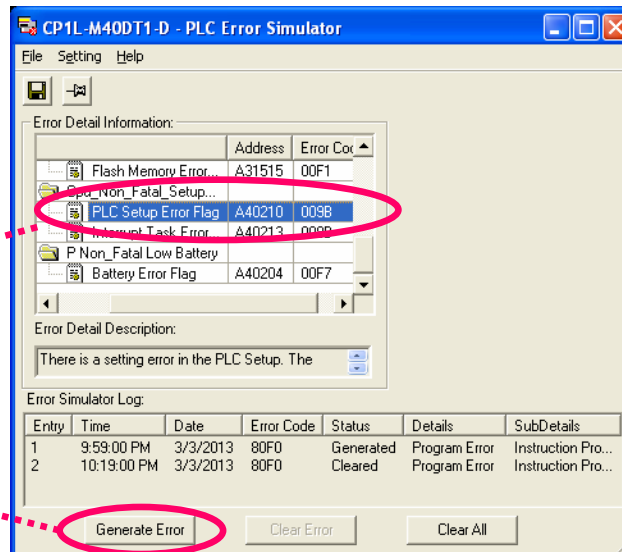 CP1L-M40DT1-D - PLC Error Simulator
File Setting Help
Error Detail Information:
Address Error Coc
Flash Memory Error... A31515 00F1
Cpu_Non_Fatal_Setup...
PLC Setup Error Flag A40210 009B
Interrupt Task Error... A40213 009B
P Non_Fatal Low Battery
Battery Error Flag A40204 00F7
Error Detail Description:
There is a setting error in the PLC Setup. The
Error Simulator Log:
Entry Time Date Error Code Status Details SubDetails
1 9:59:00 PM 3/3/2013 80F0 Generated Program Error Instruction Pro...
2 10:19:00 PM 3/3/2013 80F0 Cleared Program Error Instruction Pro...
Generate Error Clear Error Clear All